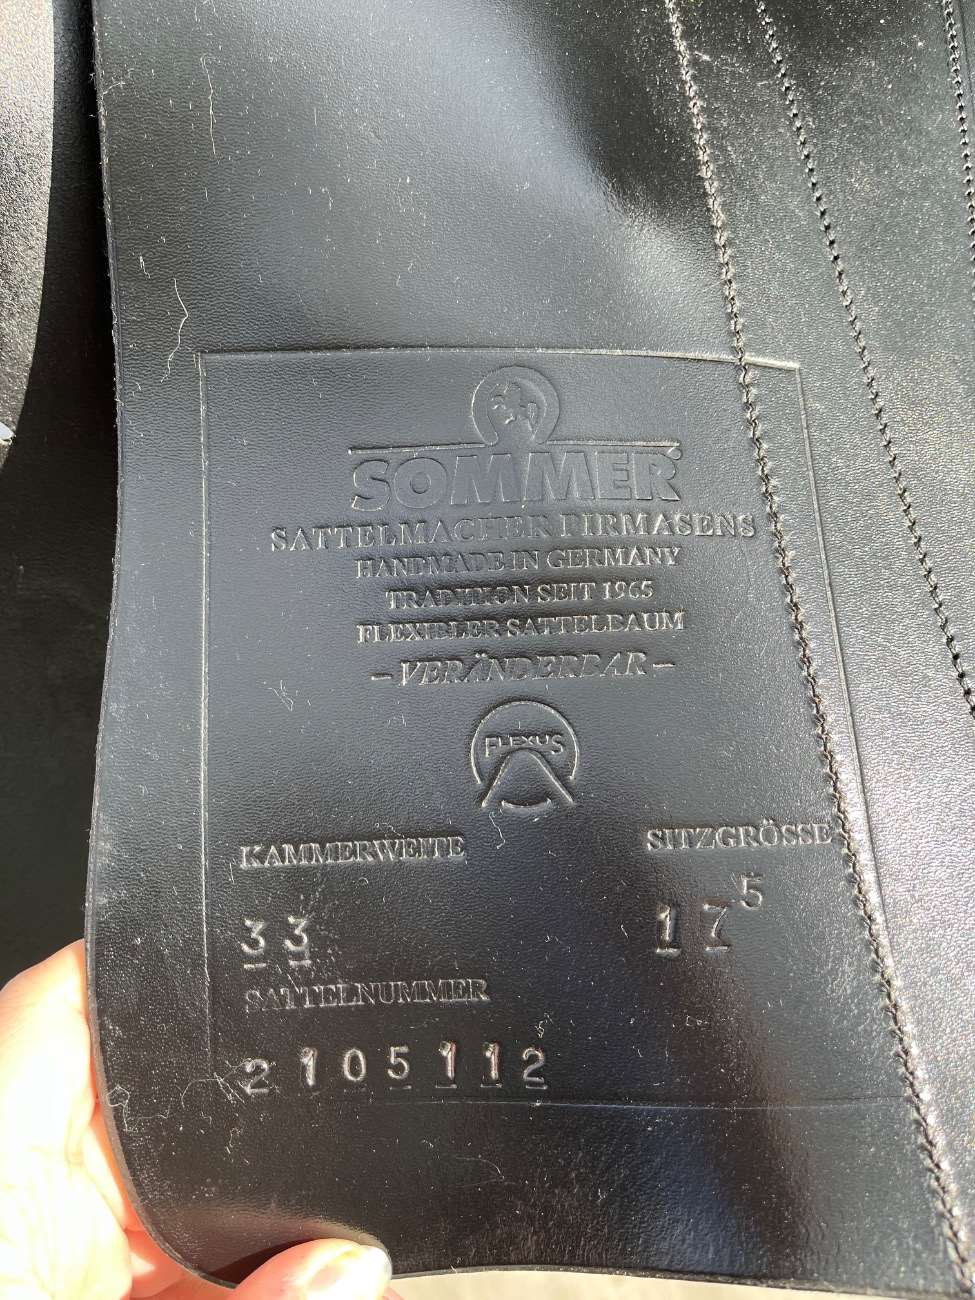 SOMMER
SATTELMACHER PIRMASENS
HANDMADE IN GERMANY
TRADITION SEIT 1965
FLEXIBLER SATTELBAUM
–VERÄNDERBAR–
FLEXUS
KAMMERWEITE SITZGRÖSSE
33 17⁵
SATTELNUMMER
2105112